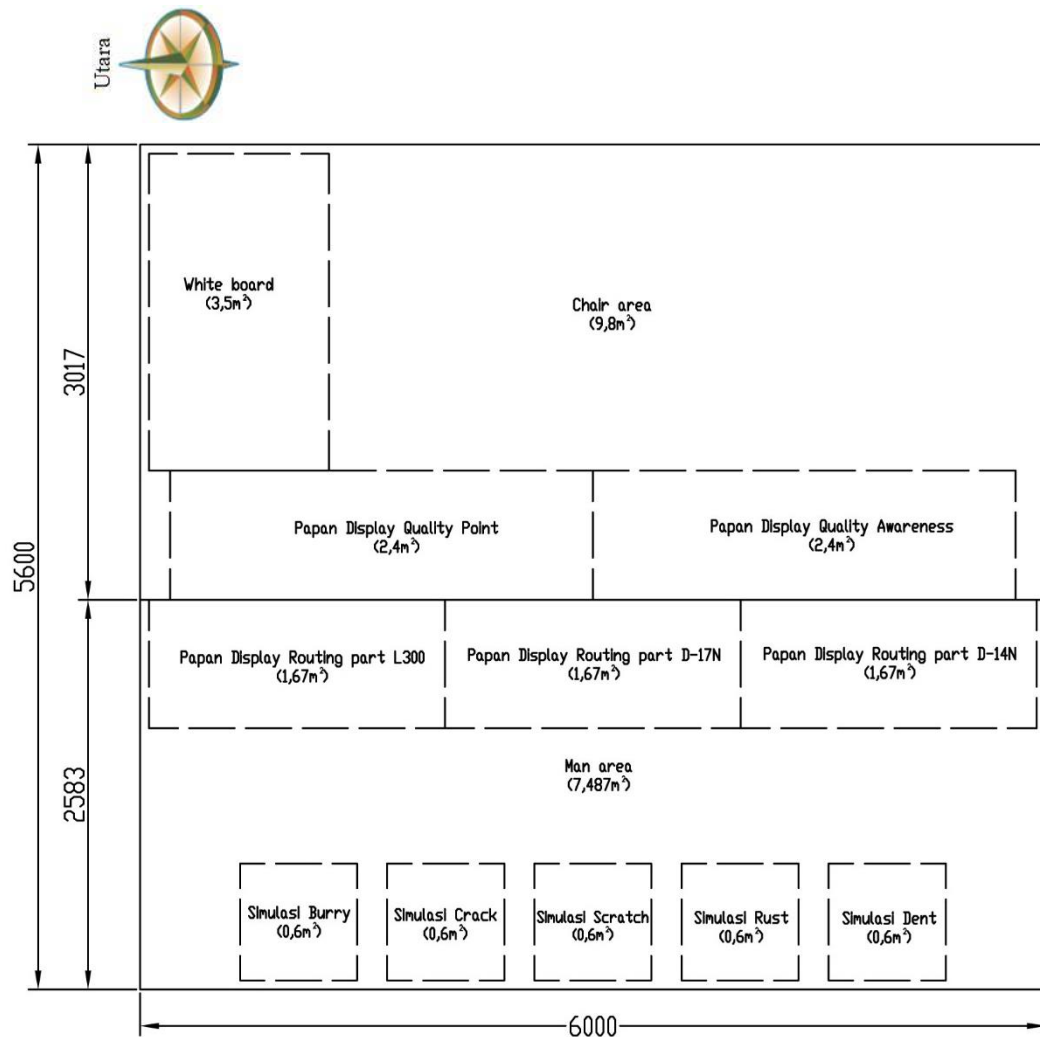 Utara
White board
(3,5m²)
Chair area
(9,8m²)
3017
Papan Display Quality Point
(2,4m²)
Papan Display Quality Awareness
(2,4m²)
5600
Papan Display Routing part L300
(1,67m²)
Papan Display Routing part D-17N
(1,67m²)
Papan Display Routing part D-14N
(1,67m²)
2583
Man area
(7,487m²)
Simulasi Burry
(0,6m²)
Simulasi Crack
(0,6m²)
Simulasi Scratch
(0,6m²)
Simulasi Rust
(0,6m²)
Simulasi Dent
(0,6m²)
6000